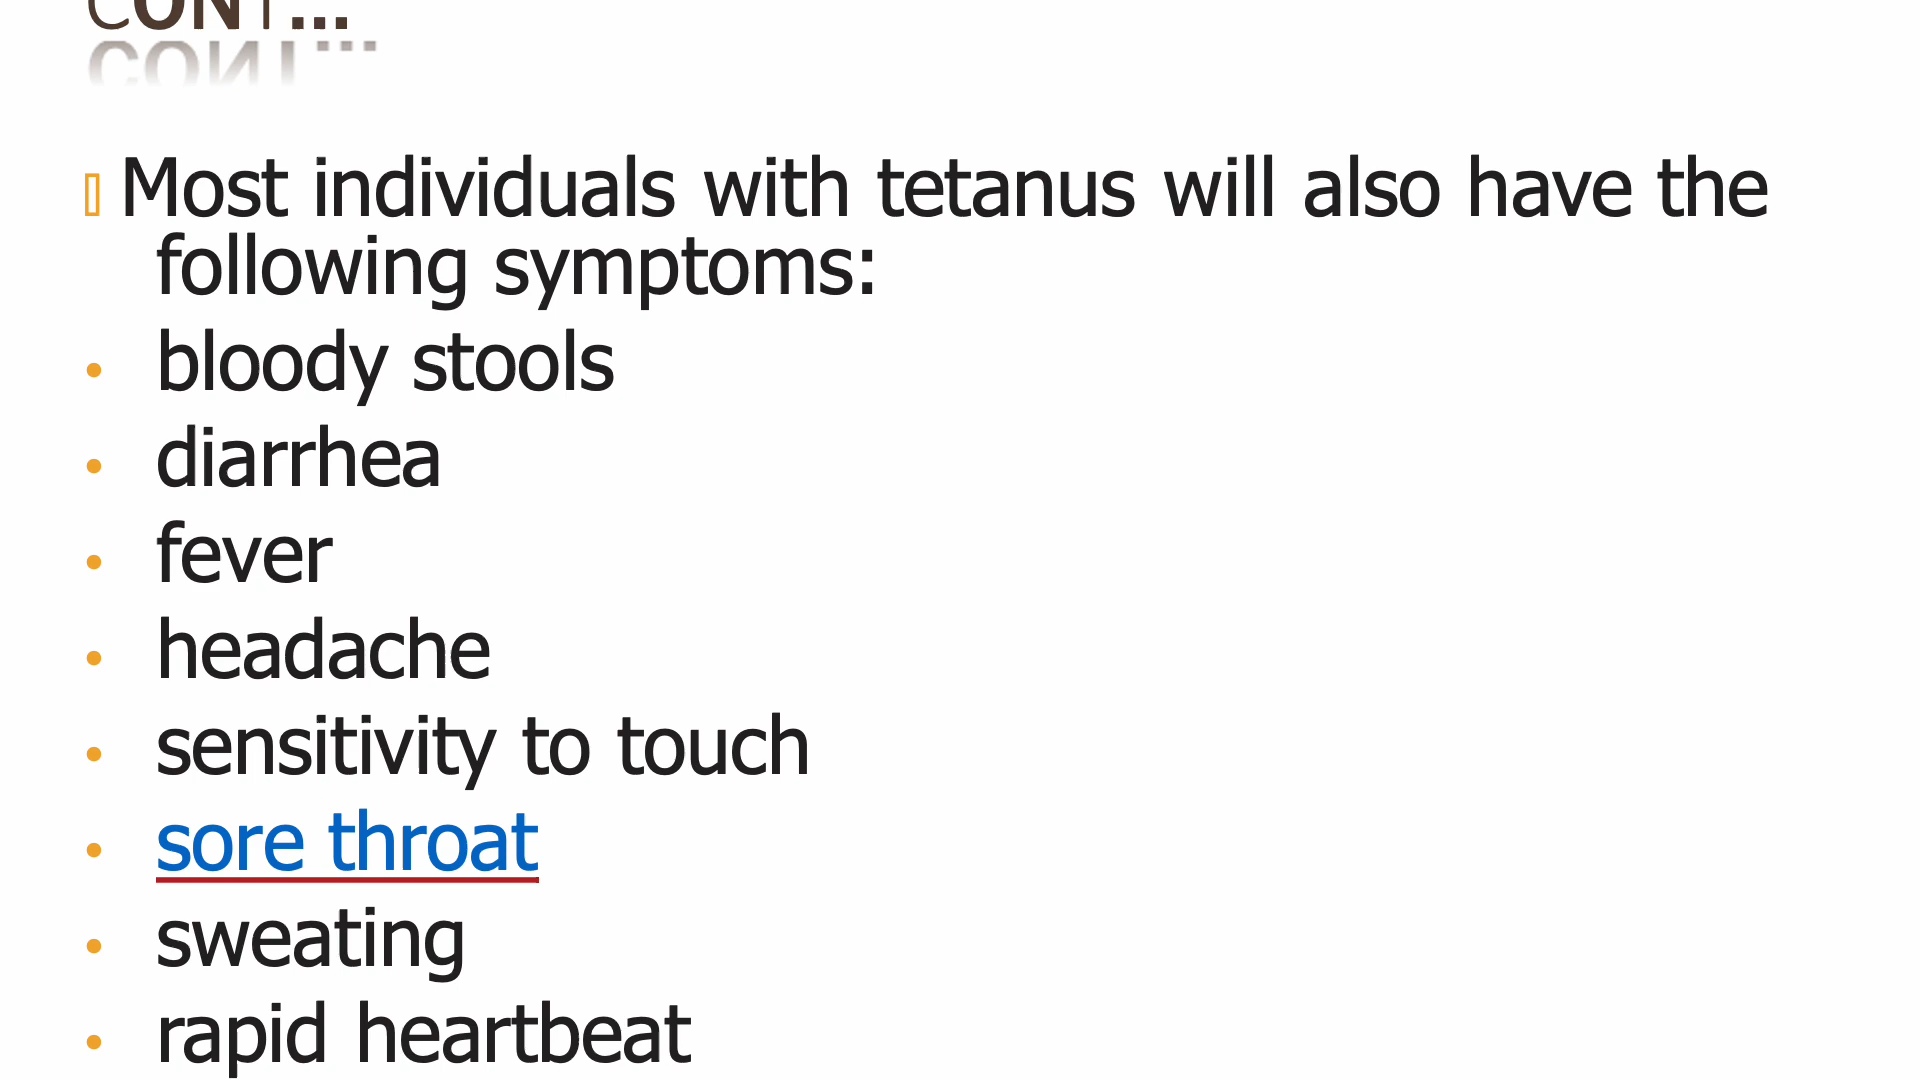 CONT...
Most individuals with tetanus will also have the
following symptoms:
• bloody stools
• diarrhea
• fever
• headache
• sensitivity to touch
• sore throat
• sweating
• rapid heartbeat